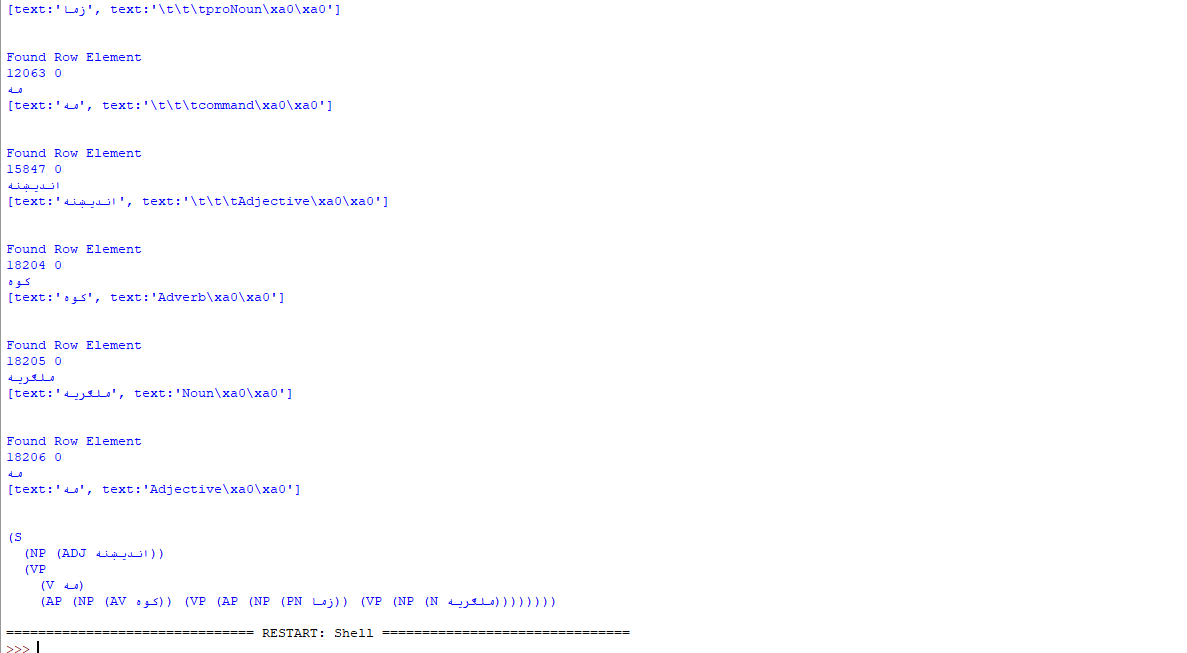 [text:'زما', text:'\t\t\tproNoun\xa0\xa0']
Found Row Element
12063 0
مه
[text:'مه', text:'\t\t\tcommand\xa0\xa0']
Found Row Element
15847 0
اندیښنه
[text:'اندیښنه', text:'\t\t\tAdjective\xa0\xa0']
Found Row Element
18204 0
کوه
[text:'کوه', text:'Adverb\xa0\xa0']
Found Row Element
18205 0
ملګریه
[text:'ملګریه', text:'Noun\xa0\xa0']
Found Row Element
18206 0
مه
[text:'مه', text:'Adjective\xa0\xa0']
(S
(NP (ADJ اندیښنه))
(VP
(V مه)
(AP (NP (AV کوه)) (VP (AP (NP (PN زما)) (VP (NP (N ملګریه))))))))
=============================== RESTART: Shell ===============================
>>>